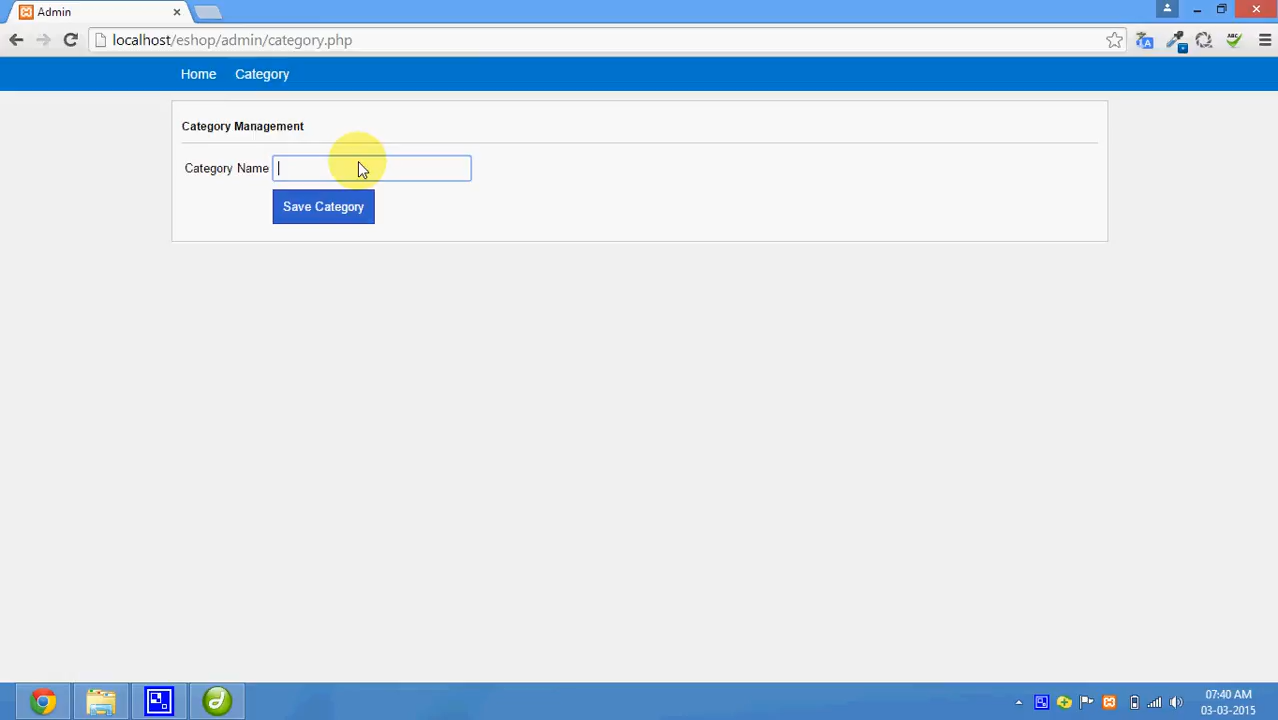 Admin
localhost/eshop/admin/category.php
ABC
Home Category
Category Management
Category Name
Save Category
07:40 AM
03-03-2015